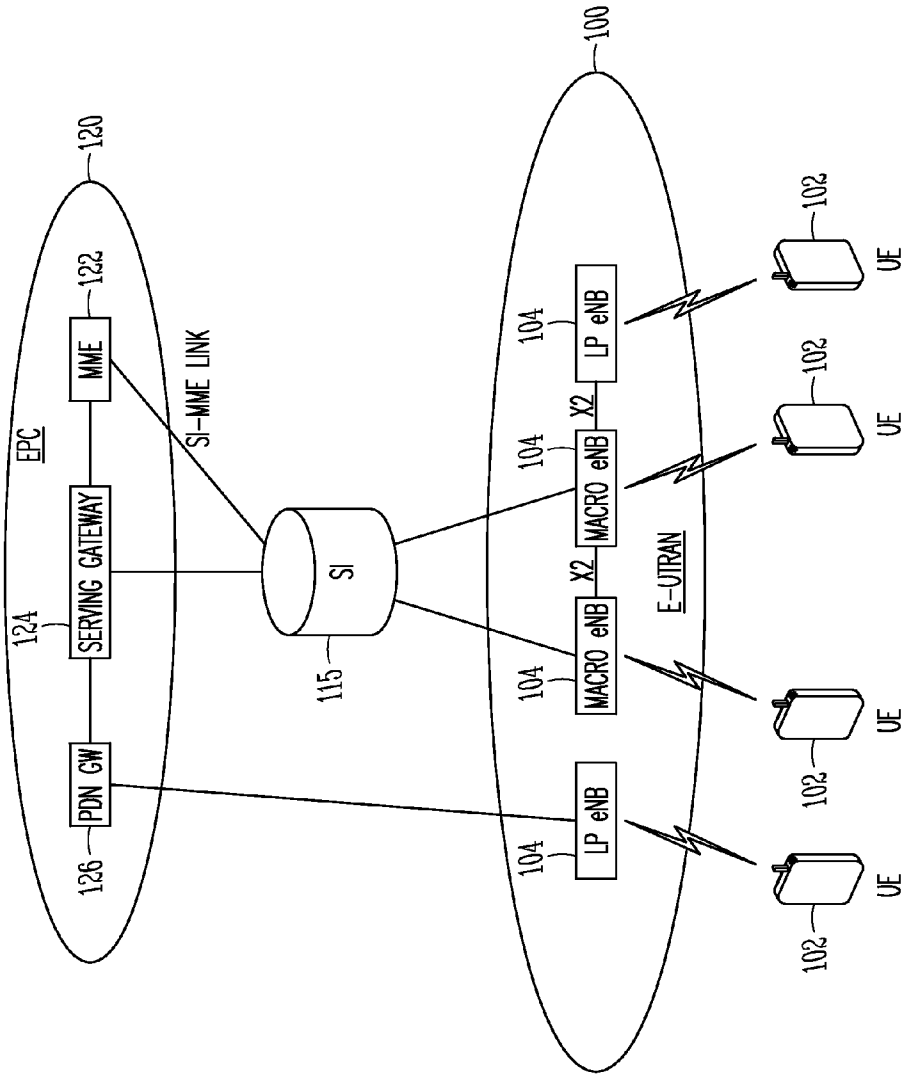 120
EPC
126
PDN GW
124
SERVING GATEWAY
122
MME
SI-MME LINK
115
SI
100
104
LP eNB
104
MACRO eNB
X2
104
MACRO eNB
X2
104
LP eNB
E-UTRAN
102
UE
102
UE
102
UE
102
UE